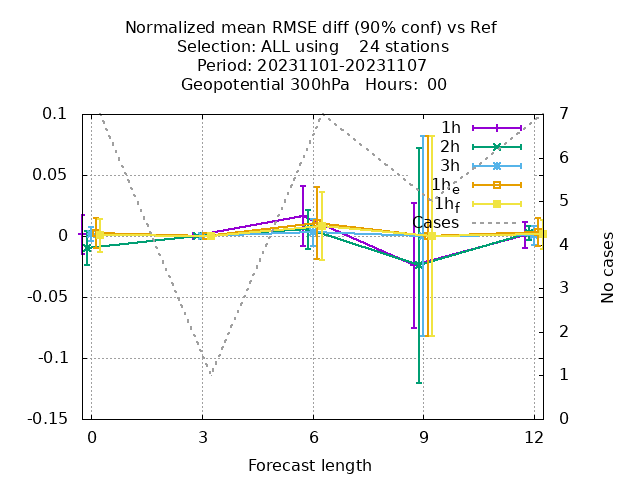 Normalized mean RMSE diff (90% conf) vs Ref
Selection: ALL using 24 stations
Period: 20231101-20231107
Geopotential 300hPa Hours: 00
0.1
0.05
0
-0.05
-0.1
-0.15
7
6
5
4
3
2
1
0
1h
2h
3h
1he
1hf
Cases
No cases
0
3
6
9
12
Forecast length